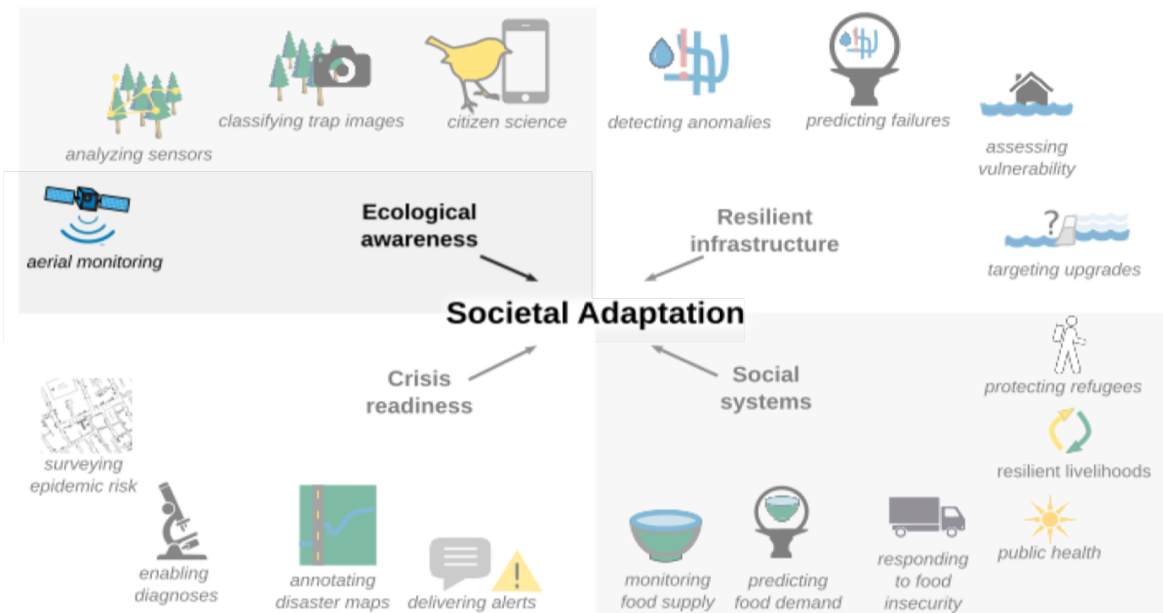 classifying trap images
citizen science
analyzing sensors
aerial monitoring
Ecological
awareness
detecting anomalies
predicting failures
assessing
vulnerability
Resilient
infrastructure
?
targeting upgrades
Societal Adaptation
Crisis
readiness
surveying
epidemic risk
enabling
diagnoses
annotating
disaster maps
!
delivering alerts
Social
systems
protecting refugees
resilient livelihoods
public health
monitoring
food supply
predicting
food demand
responding
to food
insecurity